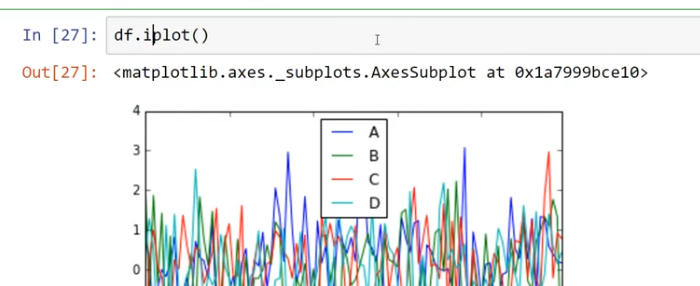 In [27]: df.iplot()
Out[27]: <matplotlib.axes._subplots.AxesSubplot at 0x1a7999bce10>
4
A
3
B
C
2
D
1
0